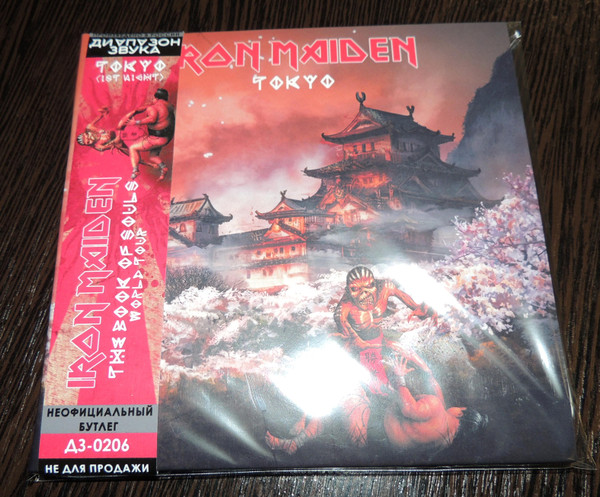 ДИАПАЗОН
ЗВУКА
TOKYO
(1ST NIGHT)
IRON MAIDEN
THE BOOK OF SOULS
WORLD TOUR
НЕОФИЦИАЛЬНЫЙ
БУТЛЕГ
ДЗ-0206
НЕ ДЛЯ ПРОДАЖИ
IRON MAIDEN
TOKYO